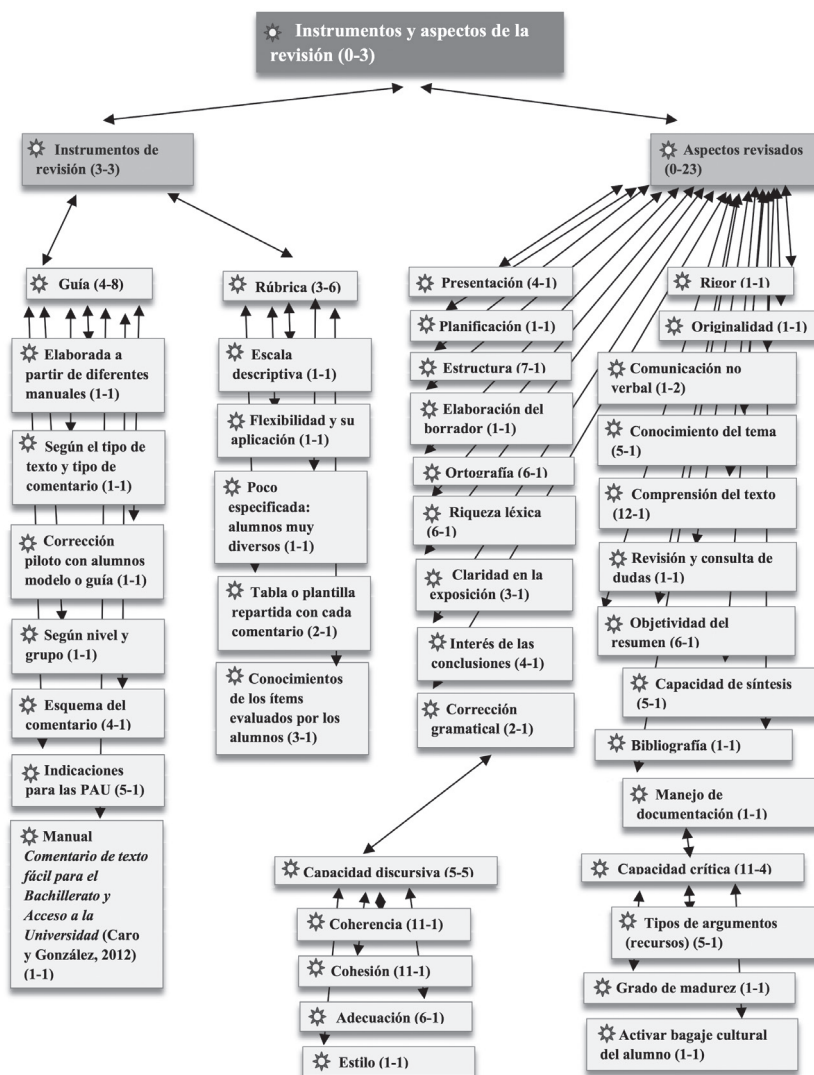 Instrumentos y aspectos de la
revisión (0-3)
Instrumentos de
revisión (3-3)
Aspectos revisados
(0-23)
Guía (4-8)
Elaborada a
partir de diferentes
manuales (1-1)
Según el tipo de
texto y tipo de
comentario (1-1)
Corrección
piloto con alumnos
modelo o guía (1-1)
Según nivel y
grupo (1-1)
Esquema del
comentario (4-1)
Indicaciones
para las PAU (5-1)
Manual
Comentario de texto
fácil para el
Bachillerato y
Acceso a la
Universidad (Caro
y González, 2012)
(1-1)
Rúbrica (3-6)
Escala
descriptiva (1-1)
Flexibilidad y su
aplicación (1-1)
Poco
especificada:
alumnos muy
diversos (1-1)
Tabla o plantilla
repartida con cada
comentario (2-1)
Conocimientos
de los ítems
evaluados por los
alumnos (3-1)
Presentación (4-1)
Planificación (1-1)
Estructura (7-1)
Elaboración del
borrador (1-1)
Ortografía (6-1)
Riqueza léxica
(6-1)
Claridad en la
exposición (3-1)
Interés de las
conclusiones (4-1)
Corrección
gramatical (2-1)
Capacidad discursiva (5-5)
Coherencia (11-1)
Cohesión (11-1)
Adecuación (6-1)
Estilo (1-1)
Rigor (1-1)
Originalidad (1-1)
Comunicación no
verbal (1-2)
Conocimiento del tema
(5-1)
Comprensión del texto
(12-1)
Revisión y consulta de
dudas (1-1)
Objetividad del
resumen (6-1)
Capacidad de síntesis
(5-1)
Bibliografía (1-1)
Manejo de
documentación (1-1)
Capacidad crítica (11-4)
Tipos de argumentos
(recursos) (5-1)
Grado de madurez (1-1)
Activar bagaje cultural
del alumno (1-1)